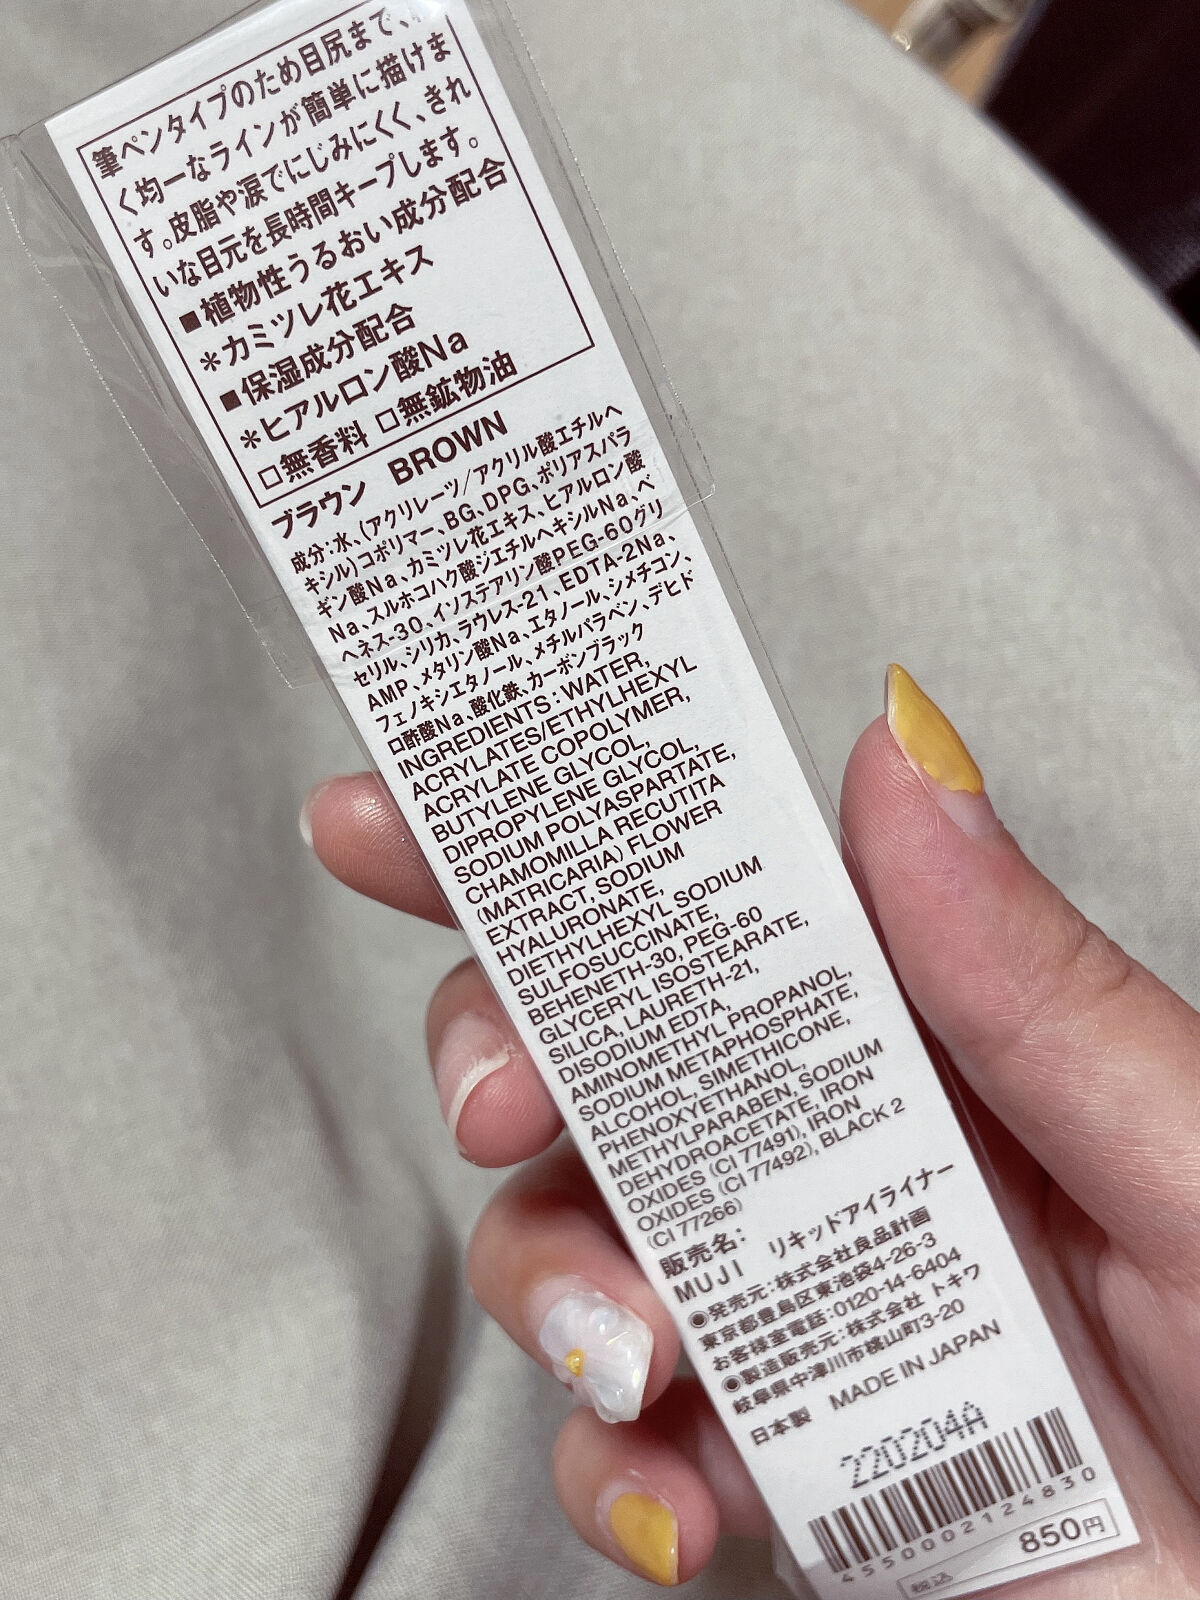 筆ペンタイプのため目尻まで、
く均一なラインが簡単に描けま
す。皮脂や涙でにじみにくく、きれ
いな目元を長時間キープします。
■植物性うるおい成分配合
＊カミツレ花エキス
■保湿成分配合
＊ヒアルロン酸Na
□無香料 □無鉱物油
ブラウン BROWN
成分：水、(アクリレーツ/アクリル酸エチルヘ
キシル)コポリマー、BG、DPG、ポリアスパラ
ギン酸Na、カミツレ花エキス、ヒアルロン酸
Na、スルホコハク酸ジエチルヘキシルNa、ベ
ヘネス-30、イソステアリン酸PEG-60グリ
セリル、シリカ、ラウレス-21、EDTA-2Na、
AMP、メタリン酸Na、エタノール、シメチコン、
フェノキシエタノール、メチルパラベン、デヒド
ロ酢酸Na、酸化鉄、カーボンブラック
INGREDIENTS : WATER,
ACRYLATES/ETHYLHEXYL
ACRYLATE COPOLYMER,
BUTYLENE GLYCOL,
DIPROPYLENE GLYCOL,
SODIUM POLYASPARTATE,
CHAMOMILLA RECUTITA
(MATRICARIA) FLOWER
EXTRACT, SODIUM
HYALURONATE,
DIETHYLHEXYL SODIUM
SULFOSUCCINATE,
BEHENETH-30, PEG-60
GLYCERYL ISOSTEARATE,
SILICA, LAURETH-21,
DISODIUM EDTA,
AMINOMETHYL PROPANOL,
SODIUM METAPHOSPHATE,
ALCOHOL, SIMETHICONE,
PHENOXYETHANOL,
METHYLPARABEN, SODIUM
DEHYDROACETATE, IRON
OXIDES (CI 77491), IRON
OXIDES (CI 77492), BLACK 2
(CI 77266)
販売名：
MUJI リキッドアイライナー
◉発売元：株式会社良品計画
東京都豊島区東池袋4-26-3
お客様室電話：0120-14-6404
◉製造販売元：株式会社 トキワ
岐阜県中津川市桃山町3-20
日本製 MADE IN JAPAN
220204A
4550002124830
税込 850円